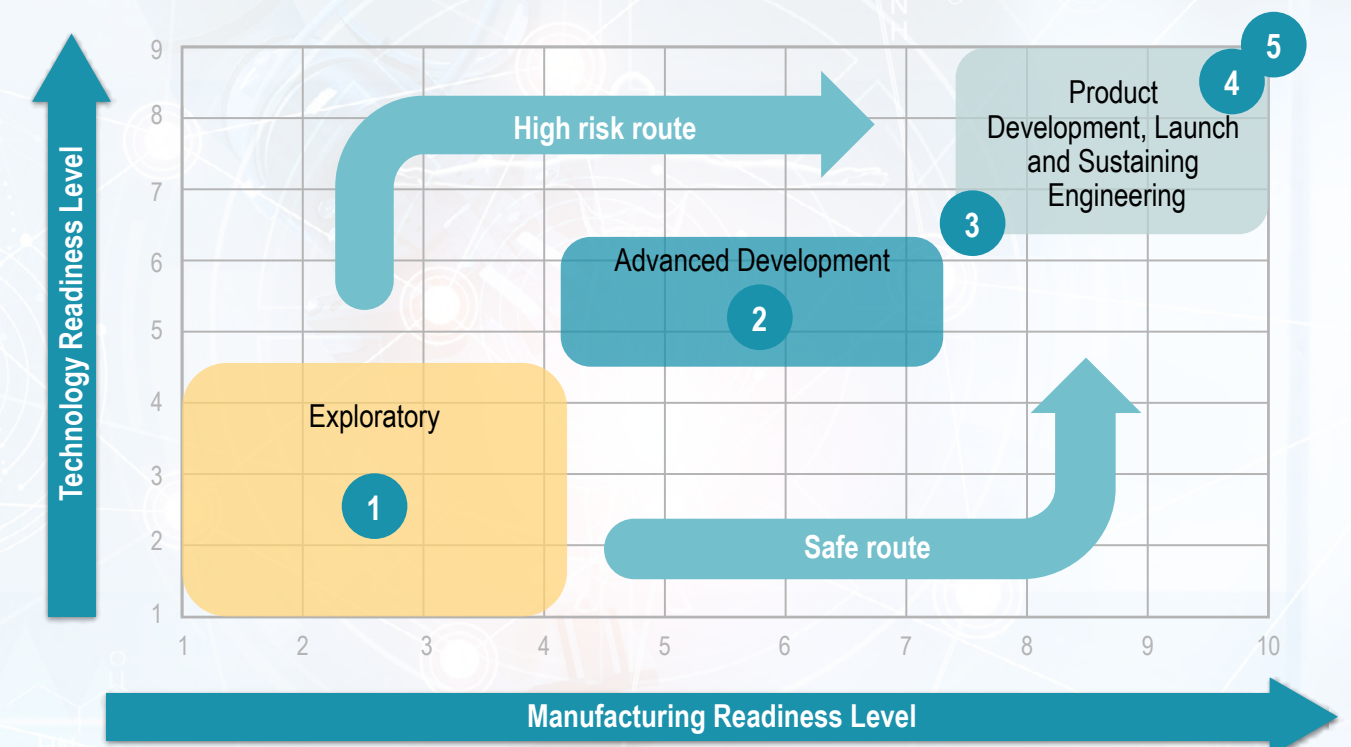 Technology Readiness Level
9
8
7
6
5
4
3
2
1
High risk route
5
4
Product
Development, Launch
and Sustaining
Engineering
3
Advanced Development
2
Exploratory
1
Safe route
1 2 3 4 5 6 7 8 9 10
Manufacturing Readiness Level